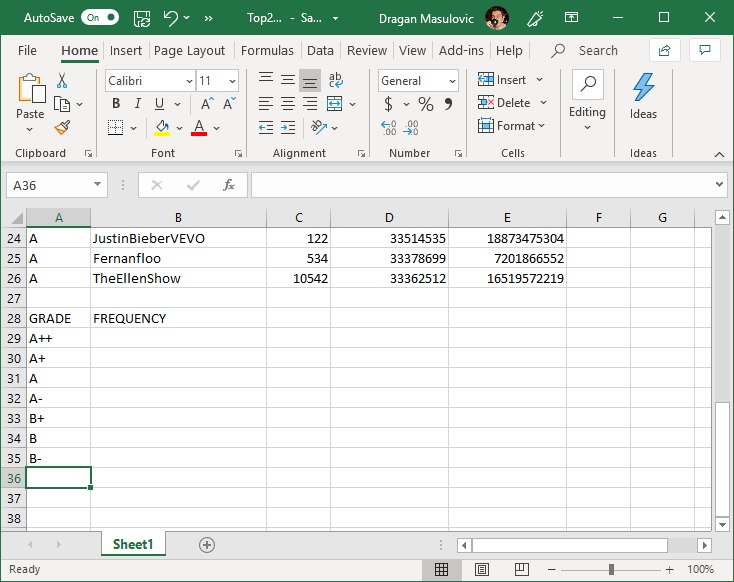 AutoSave On Top2... - Sa... Dragan Masulovic
File Home Insert Page Layout Formulas Data Review View Add-ins Help Search
Calibri 11 General Insert
Paste B I U A A $ % Delete Editing Ideas
A Format
Clipboard Font Alignment Number Cells Ideas
A36 fx
A B C D E F G
24 A JustinBieberVEVO 122 33514535 18873475304
25 A Fernanfloo 534 33378699 7201866552
26 A TheEllenShow 10542 33362512 16519572219
27
28 GRADE FREQUENCY
29 A++
30 A+
31 A
32 A-
33 B+
34 B
35 B-
36
37
38
Sheet1
Ready 100%